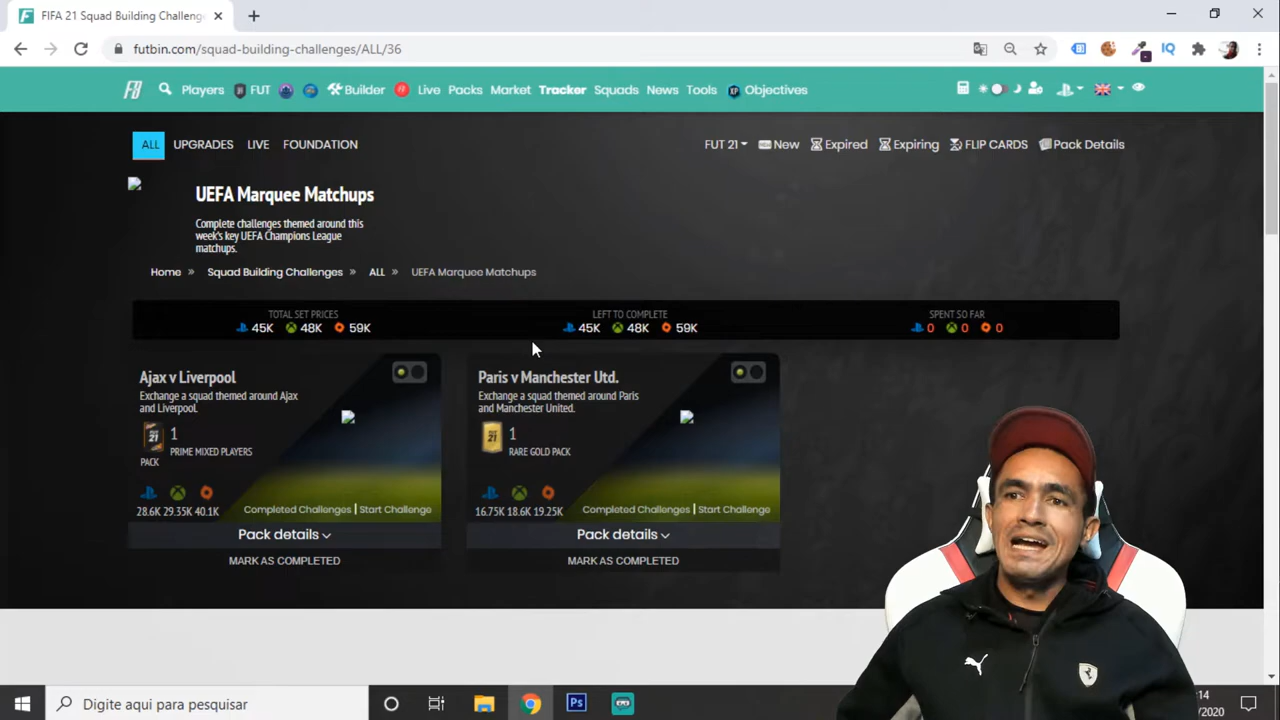 FIFA 21 Squad Building Challenge
futbin.com/squad-building-challenges/ALL/36
Players FUT Builder Live Packs Market Tracker Squads News Tools Objectives
ALL UPGRADES LIVE FOUNDATION FUT 21 New Expired Expiring FLIP CARDS Pack Details
UEFA Marquee Matchups
Complete challenges themed around this
week's key UEFA Champions League
matchups.
Home » Squad Building Challenges » ALL » UEFA Marquee Matchups
TOTAL SET PRICES LEFT TO COMPLETE SPENT SO FAR
45K 48K 59K 45K 48K 59K 0 0 0
Ajax v Liverpool
Exchange a squad themed around Ajax
and Liverpool.
1
PRIME MIXED PLAYERS
PACK
28.6K 29.35K 40.1K
Completed Challenges | Start Challenge
Pack details
MARK AS COMPLETED
Paris v Manchester Utd.
Exchange a squad themed around Paris
and Manchester United.
1
RARE GOLD PACK
16.75K 18.6K 19.25K
Completed Challenges | Start Challenge
Pack details
MARK AS COMPLETED
Digite aqui para pesquisar
Ps
:14
/2020